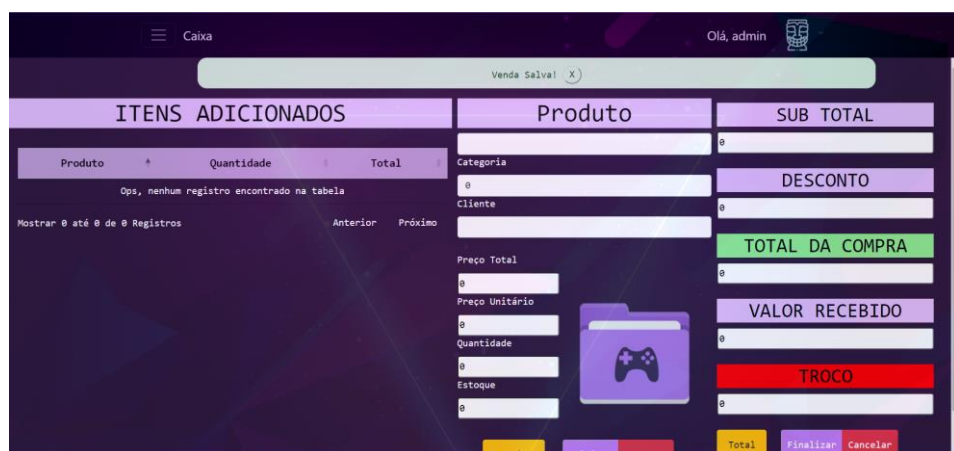 Caixa
Olá, admin
Venda Salva! X
ITENS ADICIONADOS
Produto Quantidade Total
Ops, nenhum registro encontrado na tabela
Mostrar 0 até 0 de 0 Registros
Anterior Próximo
Produto
Categoria
0
Cliente
Preço Total
0
Preço Unitário
0
Quantidade
0
Estoque
0
SUB TOTAL
0
DESCONTO
0
TOTAL DA COMPRA
0
VALOR RECEBIDO
0
TROCO
0
Total Finalizar Cancelar